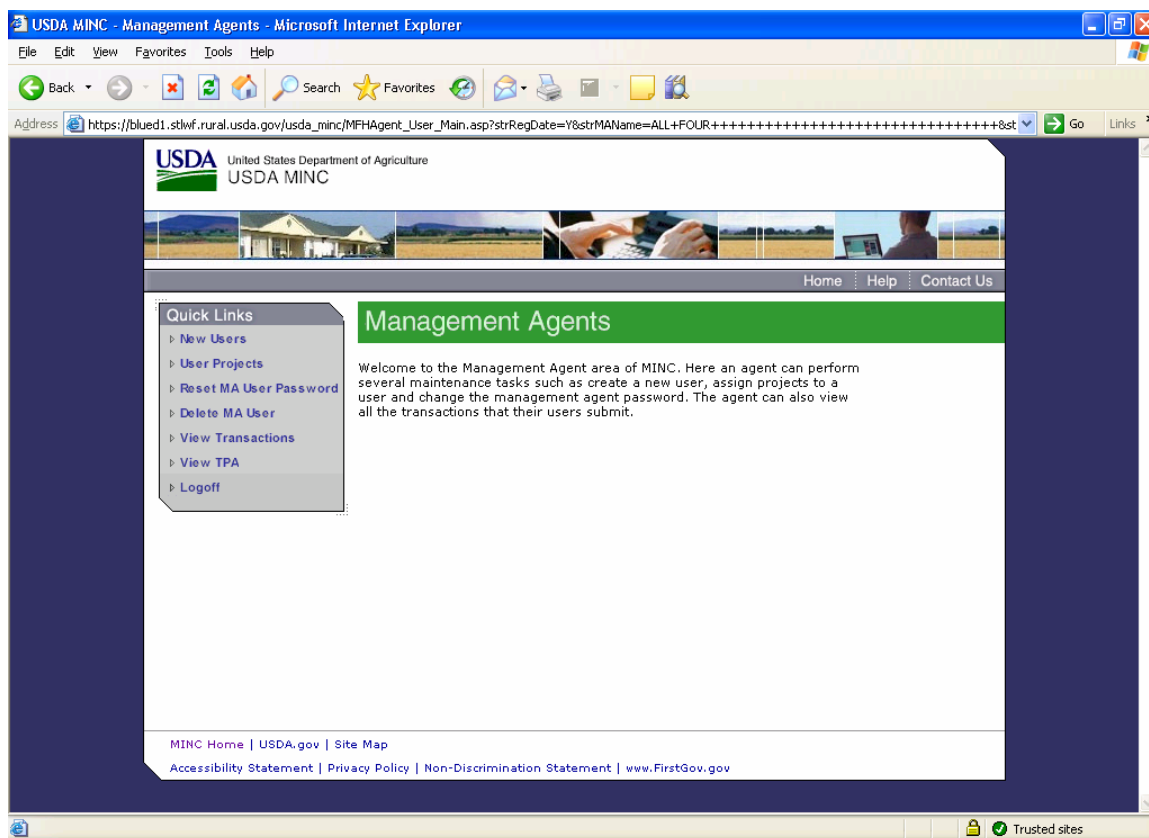 USDA MINC - Management Agents - Microsoft Internet Explorer
File Edit View Favorites Tools Help
Back Search Favorites
Address https://blued1.stlwf.rural.usda.gov/usda_minc/MFHAgent_User_Main.asp?strRegDate=Y&strMAName=ALL+FOUR++++++++++++++++++++++++++++++++&st Go Links
USDA United States Department of Agriculture
USDA MINC
Home Help Contact Us
Quick Links
New Users
User Projects
Reset MA User Password
Delete MA User
View Transactions
View TPA
Logoff
Management Agents
Welcome to the Management Agent area of MINC. Here an agent can perform
several maintenance tasks such as create a new user, assign projects to a
user and change the management agent password. The agent can also view
all the transactions that their users submit.
MINC Home | USDA.gov | Site Map
Accessibility Statement | Privacy Policy | Non-Discrimination Statement | www.FirstGov.gov
Trusted sites